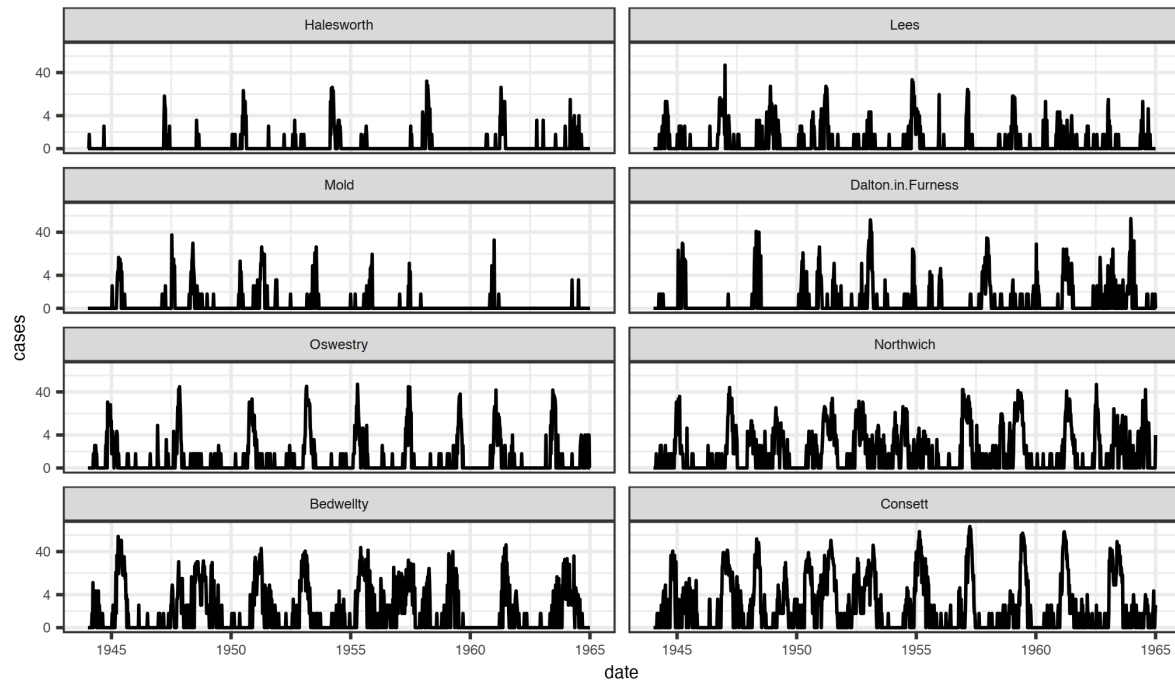 Halesworth
Lees
40
4
0
Mold
Dalton.in.Furness
40
4
0
Oswestry
Northwich
40
4
0
Bedwellty
Consett
40
4
0
cases
1945 1950 1955 1960 1965 1945 1950 1955 1960 1965
date